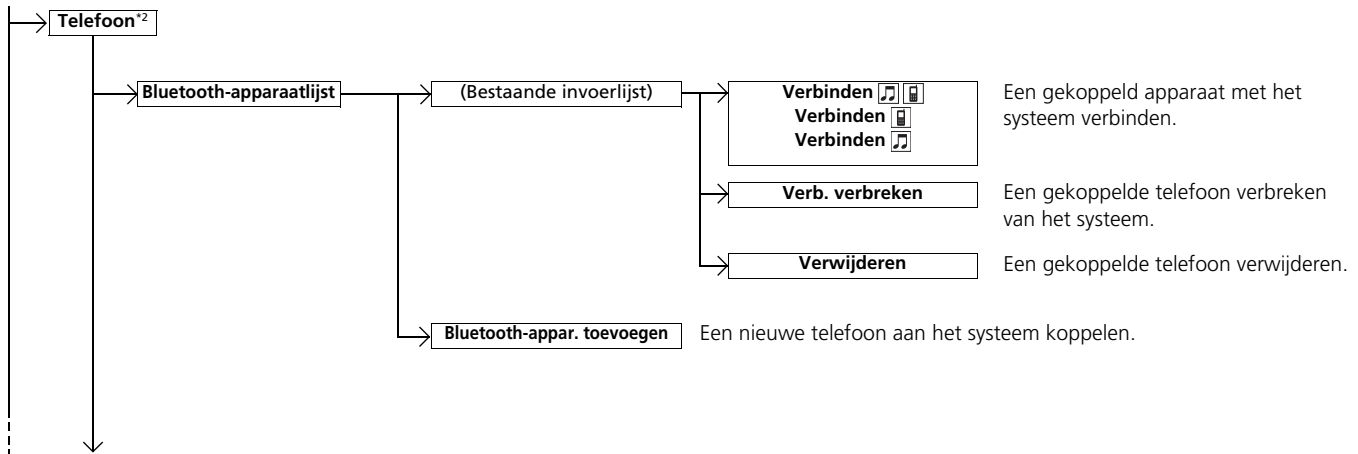 Telefoon*2
Bluetooth-apparaatlijst
(Bestaande invoerlijst)
Verbinden
Verbinden
Verbinden
Een gekoppeld apparaat met het
systeem verbinden.
Verb. verbreken
Een gekoppelde telefoon verbreken
van het systeem.
Verwijderen
Een gekoppelde telefoon verwijderen.
Bluetooth-appar. toevoegen
Een nieuwe telefoon aan het systeem koppelen.